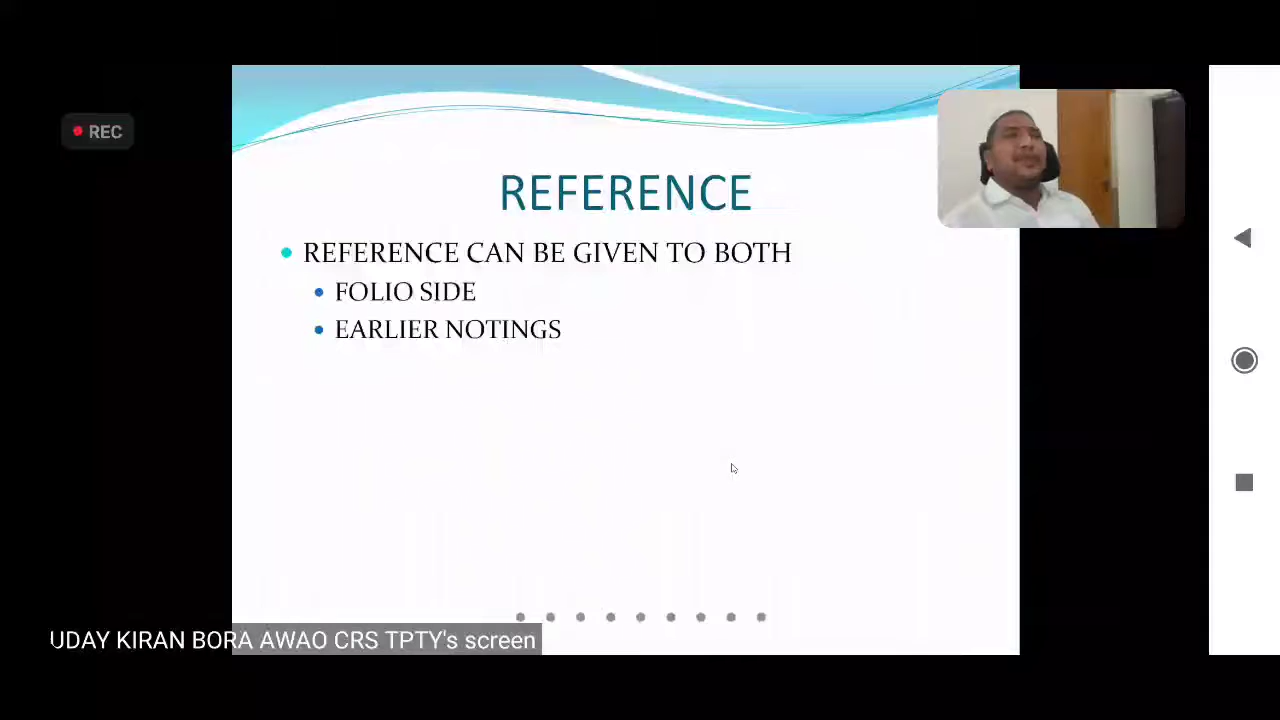 REC
REFERENCE
REFERENCE CAN BE GIVEN TO BOTH
FOLIO SIDE
EARLIER NOTINGS
UDAY KIRAN BORA AWAO CRS TPTY's screen